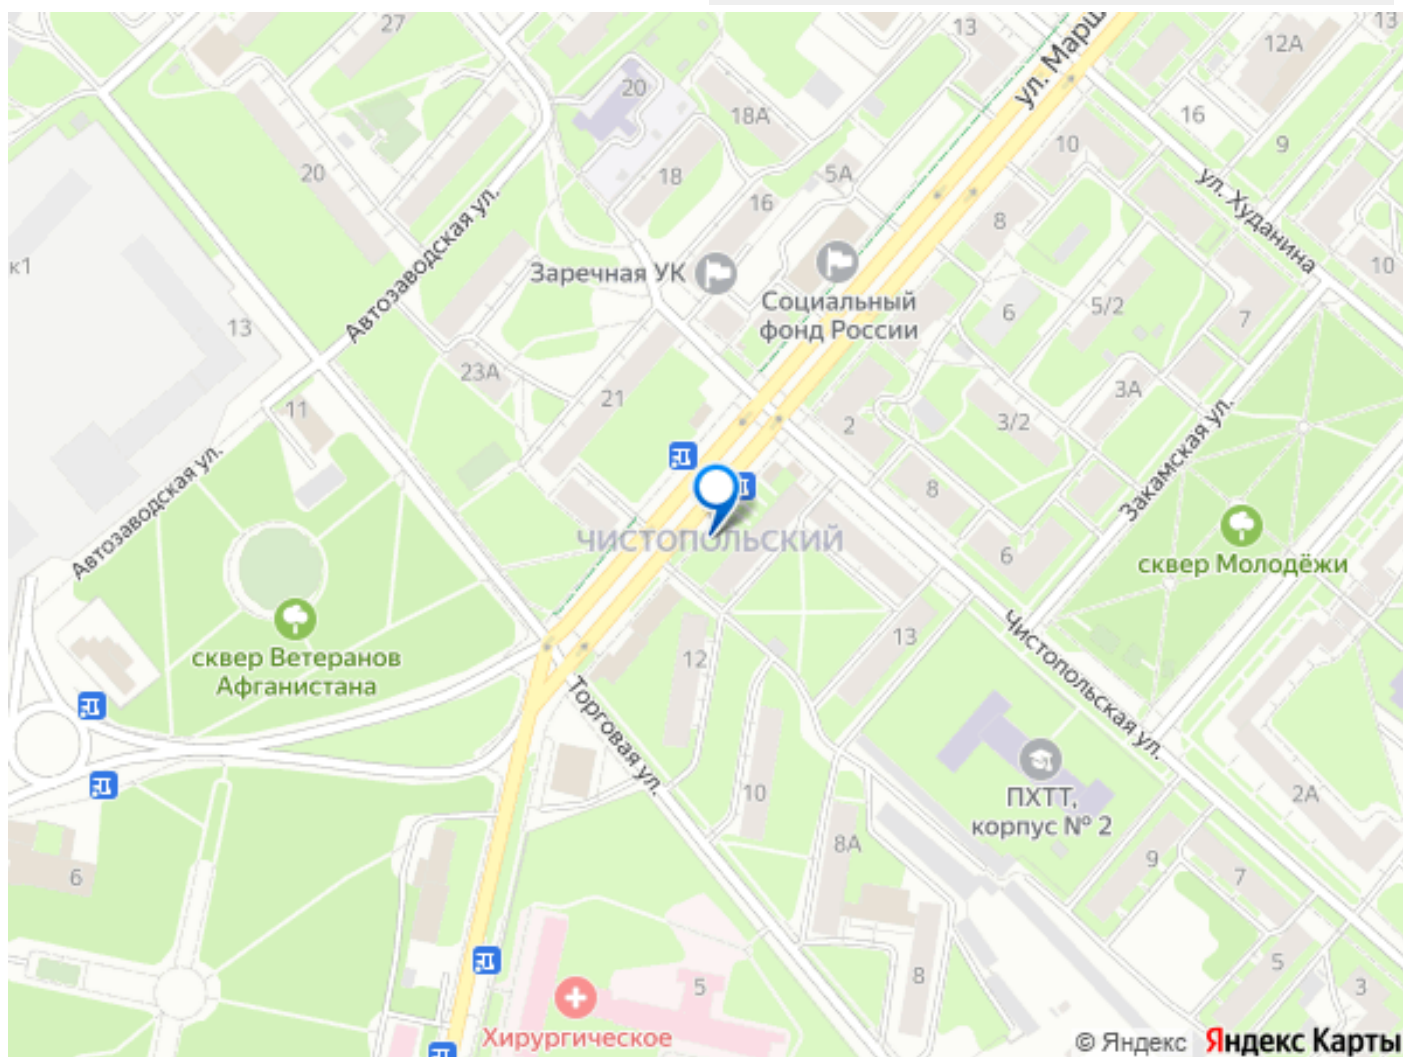 27
13
13
12А
ул. Марш
20
18А
16
10
9
20
18
5А
ул. Худанина
16
8
Автозаводская ул.
к1
Заречная УК
10
Социальный
фонд России
6
5/2
7
13
23А
21
3А
11
2
3/2
Закамская ул.
Автозаводская ул.
8
ЧИСТОПОЛЬСКИЙ
6
сквер Молодёжи
сквер Ветеранов
Афганистана
12
13
Чистопольская ул.
Торговая ул.
10
ПХТТ,
корпус № 2
2А
8А
9
7
6
5
8
5
3
Хирургическое
© Яндекс Яндекс Карты